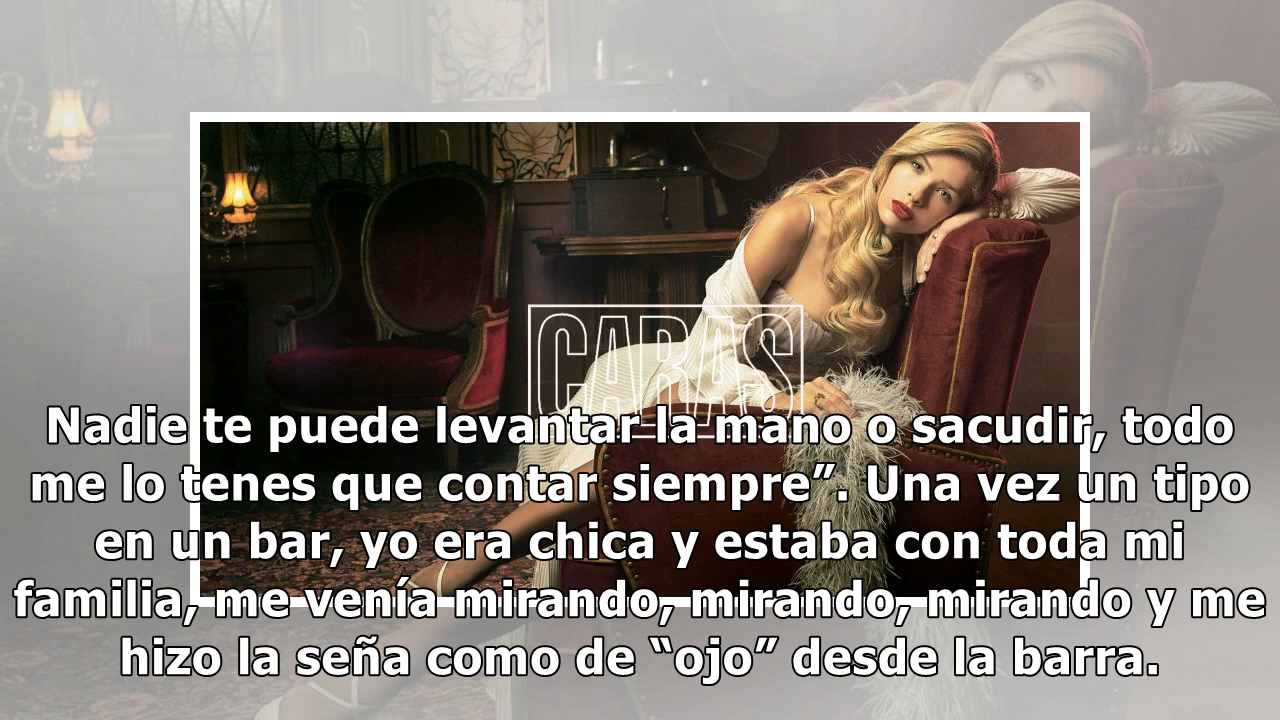 CARAS
Nadie te puede levantar la mano o sacudir, todo
me lo tenes que contar siempre”. Una vez un tipo
en un bar, yo era chica y estaba con toda mi
familia, me venía mirando, mirando, mirando y me
hizo la seña como de “ojo” desde la barra.